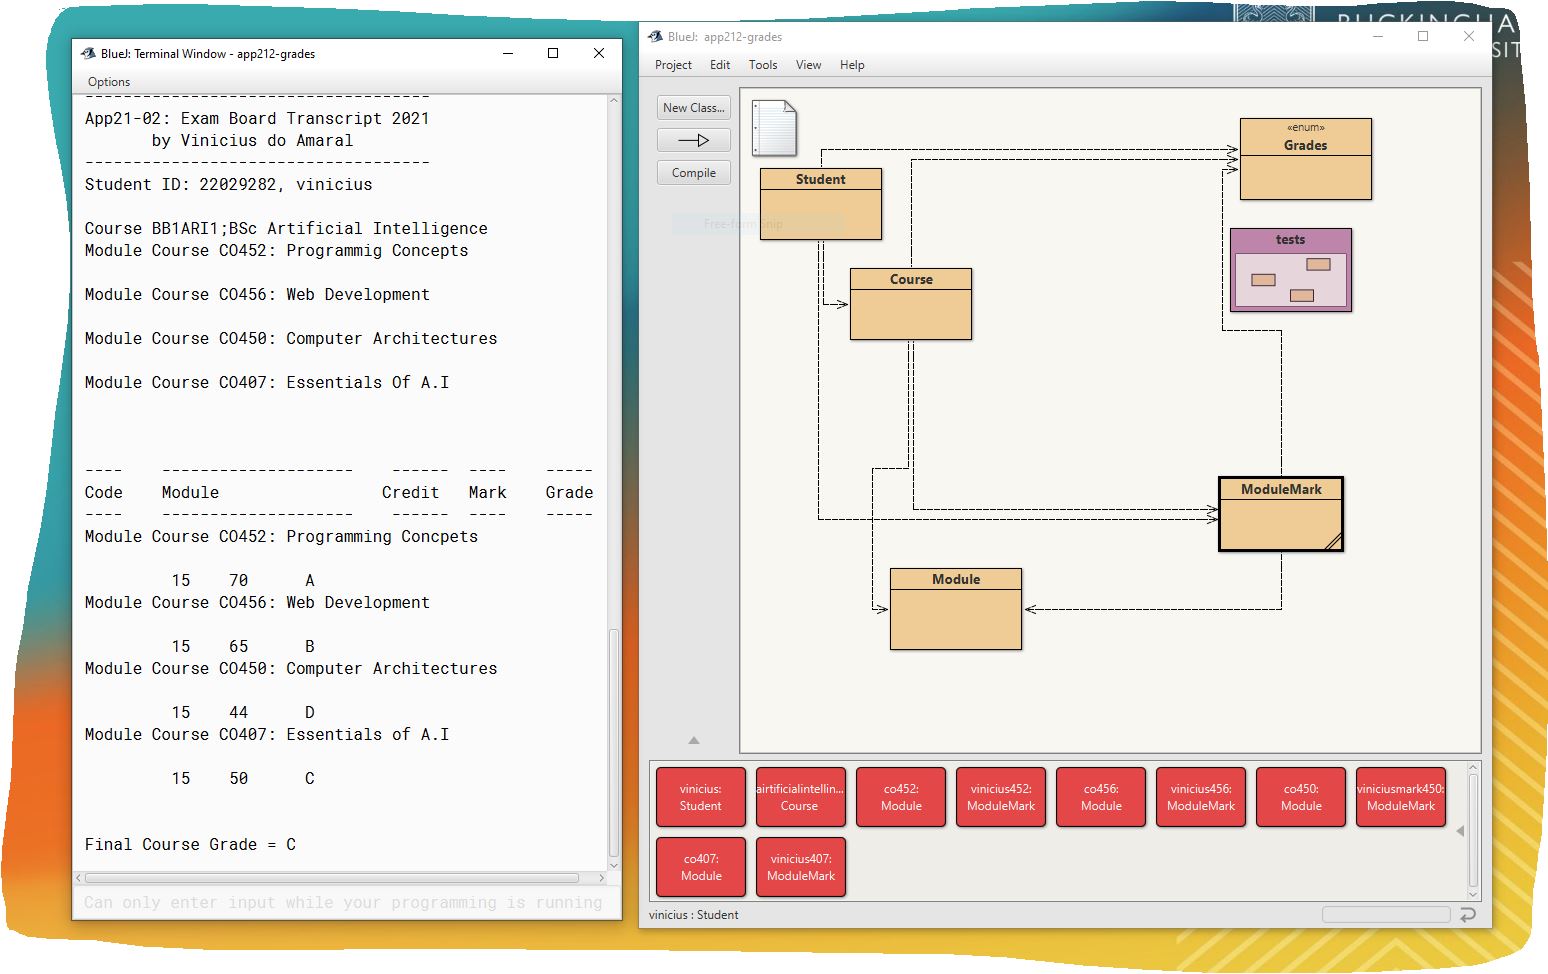 BlueJ: Terminal Window - app212-grades
Options
-----------------------------------
App21-02: Exam Board Transcript 2021
by Vinicius do Amaral
------------------------------------
Student ID: 22029282, vinicius
Course BB1ARI1;BSc Artificial Intelligence
Module Course CO452: Programmig Concepts
Module Course CO456: Web Development
Module Course CO450: Computer Architectures
Module Course CO407: Essentials Of A.I
---- -------------------- ------ ---- -----
Code Module Credit Mark Grade
---- -------------------- ------ ---- -----
Module Course CO452: Programming Concpets
15 70 A
Module Course CO456: Web Development
15 65 B
Module Course CO450: Computer Architectures
15 44 D
Module Course CO407: Essentials of A.I
15 50 C
Final Course Grade = C
Can only enter input while your programming is running
BUCKINGHA
SIT
BlueJ: app212-grades
Project Edit Tools View Help
New Class...
Compile
Free-form Snip
«enum»
Grades
Student
tests
Course
ModuleMark
Module
vinicius:
Student
airtificialintellin...
Course
co452:
Module
vinicius452:
ModuleMark
co456:
Module
vinicius456:
ModuleMark
co450:
Module
viniciusmark450:
ModuleMark
co407:
Module
vinicius407:
ModuleMark
vinicius : Student